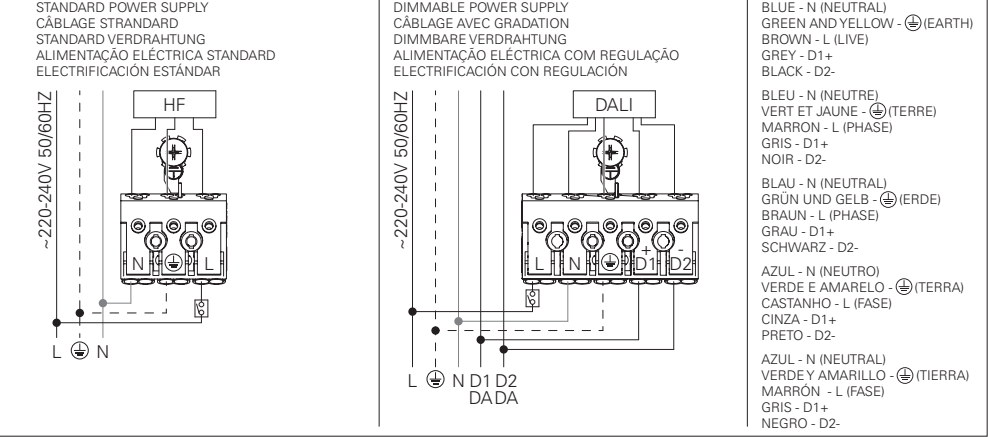 STANDARD POWER SUPPLY
CÂBLAGE STRANDARD
STANDARD VERDRAHTUNG
ALIMENTAÇÃO ELÉCTRICA STANDARD
ELECTRIFICACIÓN ESTÁNDAR
~220-240V 50/60HZ
HF
N L
L N
DIMMABLE POWER SUPPLY
CÂBLAGE AVEC GRADATION
DIMMBARE VERDRAHTUNG
ALIMENTAÇÃO ELÉCTRICA COM REGULAÇÃO
ELECTRIFICACIÓN CON REGULACIÓN
~220-240V 50/60HZ
DALI
+ -
L N D1 D2
L N D1 D2
DA DA
BLUE - N (NEUTRAL)
GREEN AND YELLOW - (EARTH)
BROWN - L (LIVE)
GREY - D1+
BLACK - D2-
BLEU - N (NEUTRE)
VERT ET JAUNE - (TERRE)
MARRON - L (PHASE)
GRIS - D1+
NOIR - D2-
BLAU - N (NEUTRAL)
GRÜN UND GELB - (ERDE)
BRAUN - L (PHASE)
GRAU - D1+
SCHWARZ - D2-
AZUL - N (NEUTRO)
VERDE E AMARELO - (TERRA)
CASTANHO - L (FASE)
CINZA - D1+
PRETO - D2-
AZUL - N (NEUTRAL)
VERDE Y AMARILLO - (TIERRA)
MARRÓN - L (FASE)
GRIS - D1+
NEGRO - D2-